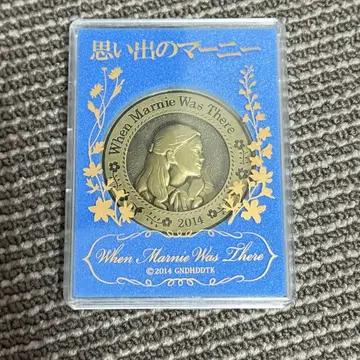 思い出のマーニー
When Marnie Was There
2014
When Marnie Was There
©2014 GNDHDDTK